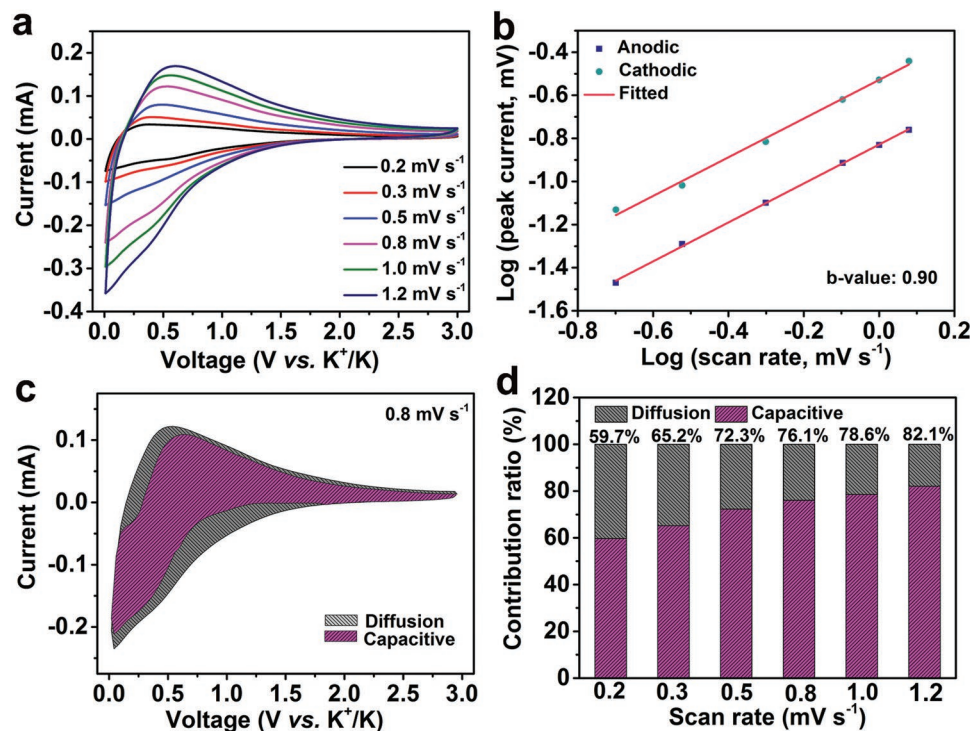 a
0.2
0.1
0.0
-0.1
-0.2
-0.3
-0.4
Current (mA)
0.2 mV s⁻¹
0.3 mV s⁻¹
0.5 mV s⁻¹
0.8 mV s⁻¹
1.0 mV s⁻¹
1.2 mV s⁻¹
0.0 0.5 1.0 1.5 2.0 2.5 3.0
Voltage (V vs. K⁺/K)
b
-0.4
-0.6
-0.8
-1.0
-1.2
-1.4
-1.6
Log (peak current, mV)
Anodic
Cathodic
Fitted
b-value: 0.90
-0.8 -0.6 -0.4 -0.2 0.0 0.2
Log (scan rate, mV s⁻¹)
c
0.8 mV s⁻¹
0.1
0.0
-0.1
-0.2
Current (mA)
Diffusion
Capacitive
0.0 0.5 1.0 1.5 2.0 2.5 3.0
Voltage (V vs. K⁺/K)
d
120
100
80
60
40
20
0
Contribution ratio (%)
Diffusion Capacitive
59.7% 65.2% 72.3% 76.1% 78.6% 82.1%
0.2 0.3 0.5 0.8 1.0 1.2
Scan rate (mV s⁻¹)